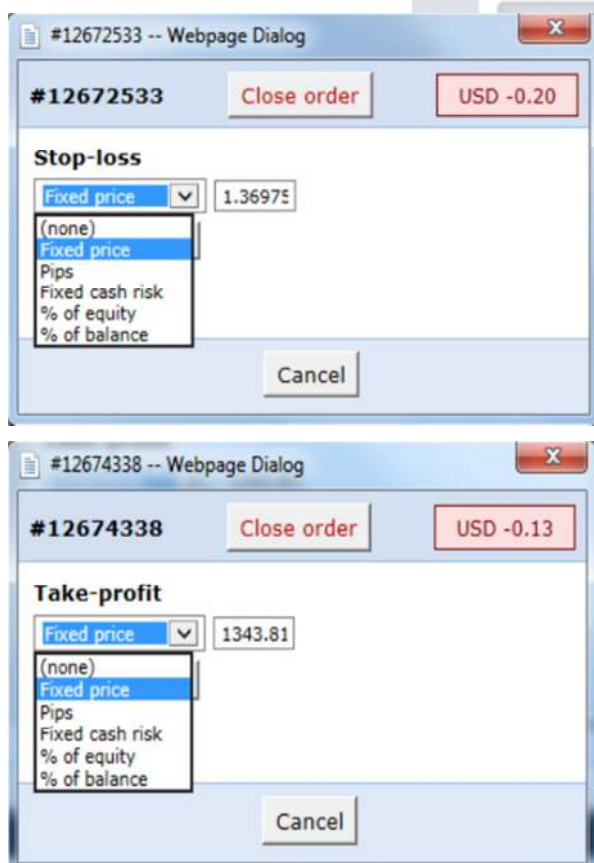 #12672533 -- Webpage Dialog
x
#12672533 Close order USD -0.20
Stop-loss
Fixed price 1.36975
(none)
Fixed price
Pips
Fixed cash risk
% of equity
% of balance
Cancel
#12674338 -- Webpage Dialog
x
#12674338 Close order USD -0.13
Take-profit
Fixed price 1343.81
(none)
Fixed price
Pips
Fixed cash risk
% of equity
% of balance
Cancel